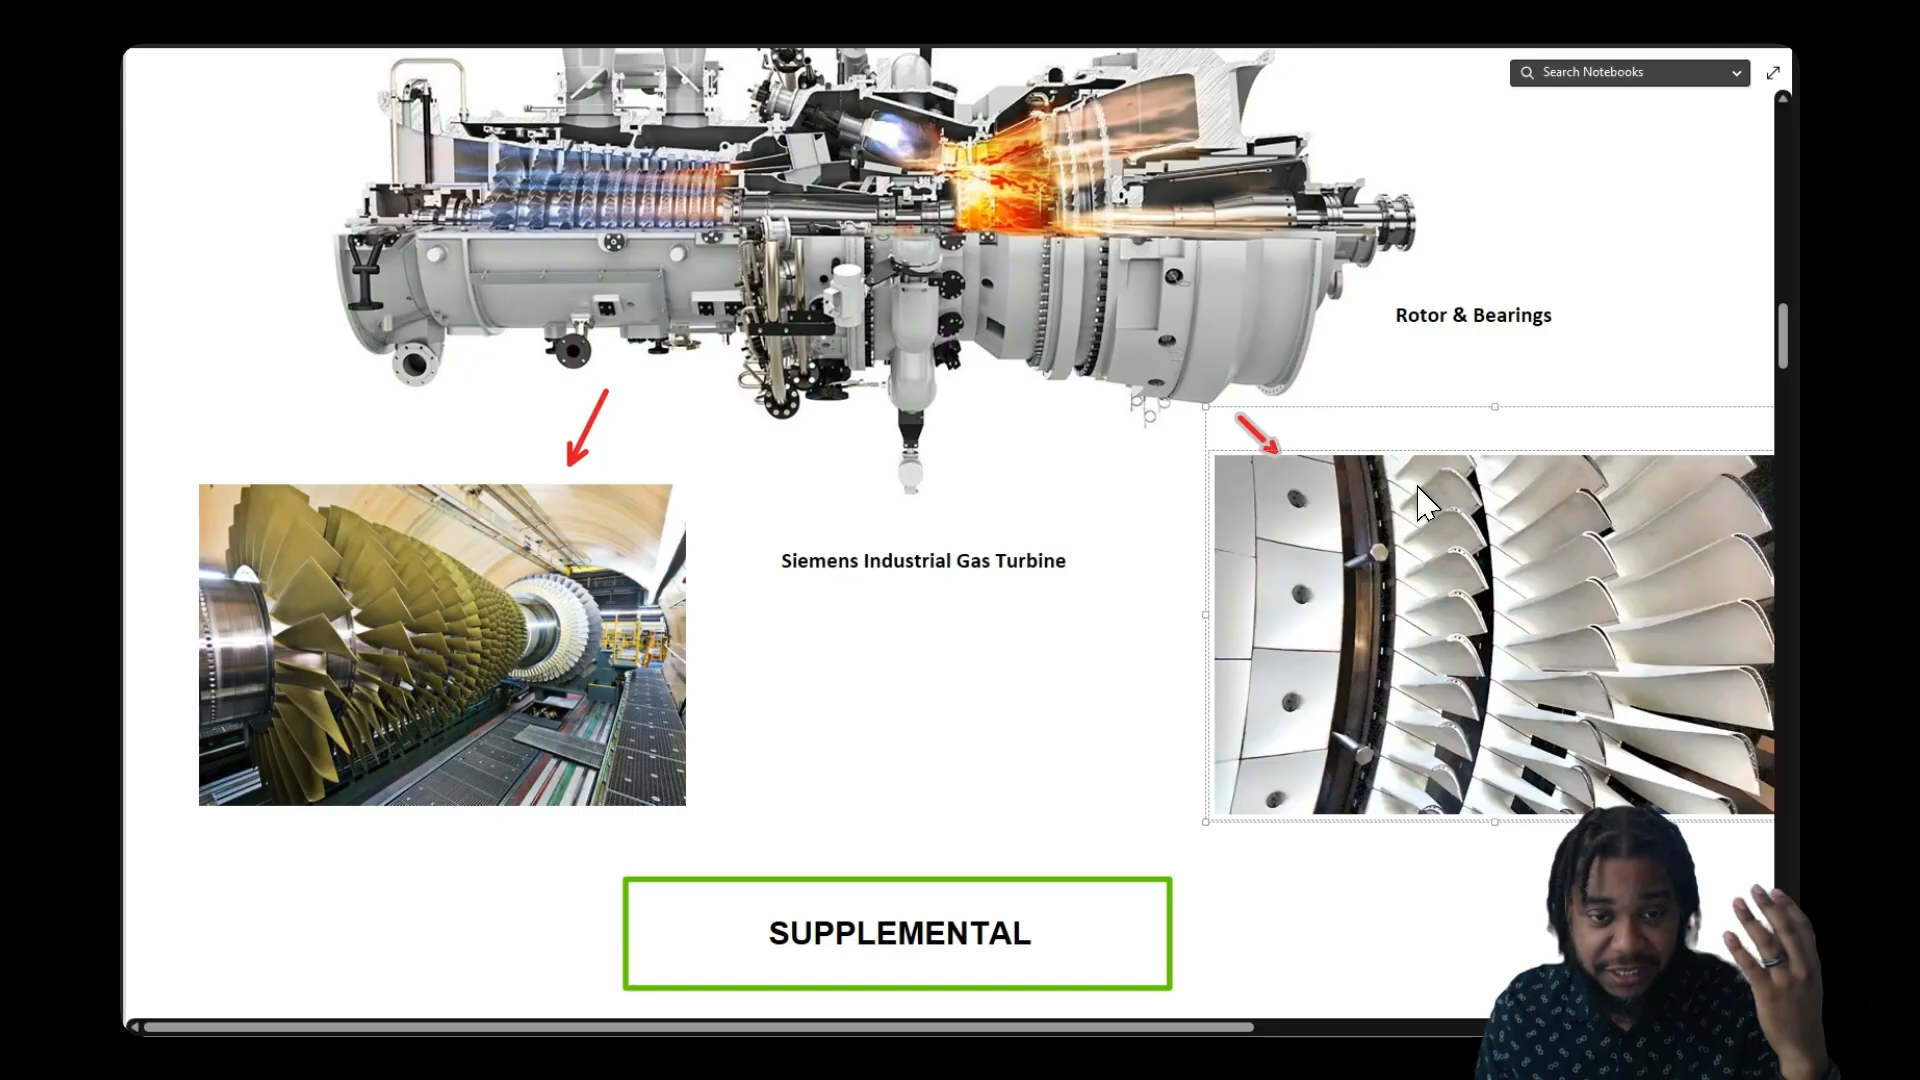 Search Notebooks
Rotor & Bearings
Siemens Industrial Gas Turbine
SUPPLEMENTAL